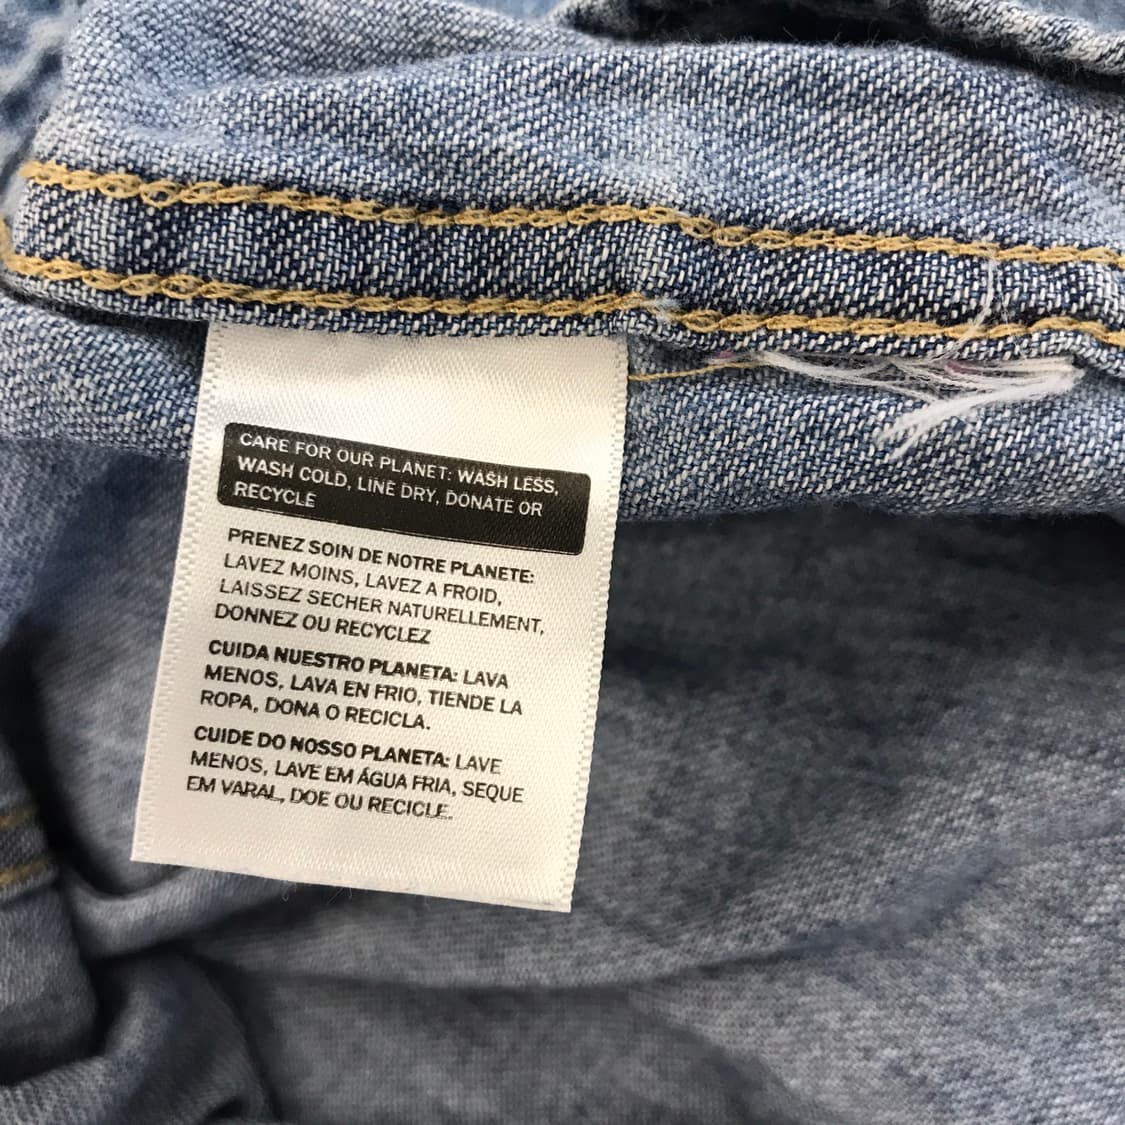 CARE FOR OUR PLANET: WASH LESS,
WASH COLD, LINE DRY, DONATE OR
RECYCLE
PRENEZ SOIN DE NOTRE PLANETE:
LAVEZ MOINS, LAVEZ A FROID,
LAISSEZ SECHER NATURELLEMENT,
DONNEZ OU RECYCLEZ
CUIDA NUESTRO PLANETA: LAVA
MENOS, LAVA EN FRIO, TIENDE LA
ROPA, DONA O RECICLA.
CUIDE DO NOSSO PLANETA: LAVE
MENOS, LAVE EM ÁGUA FRIA, SEQUE
EM VARAL, DOE OU RECICLE.